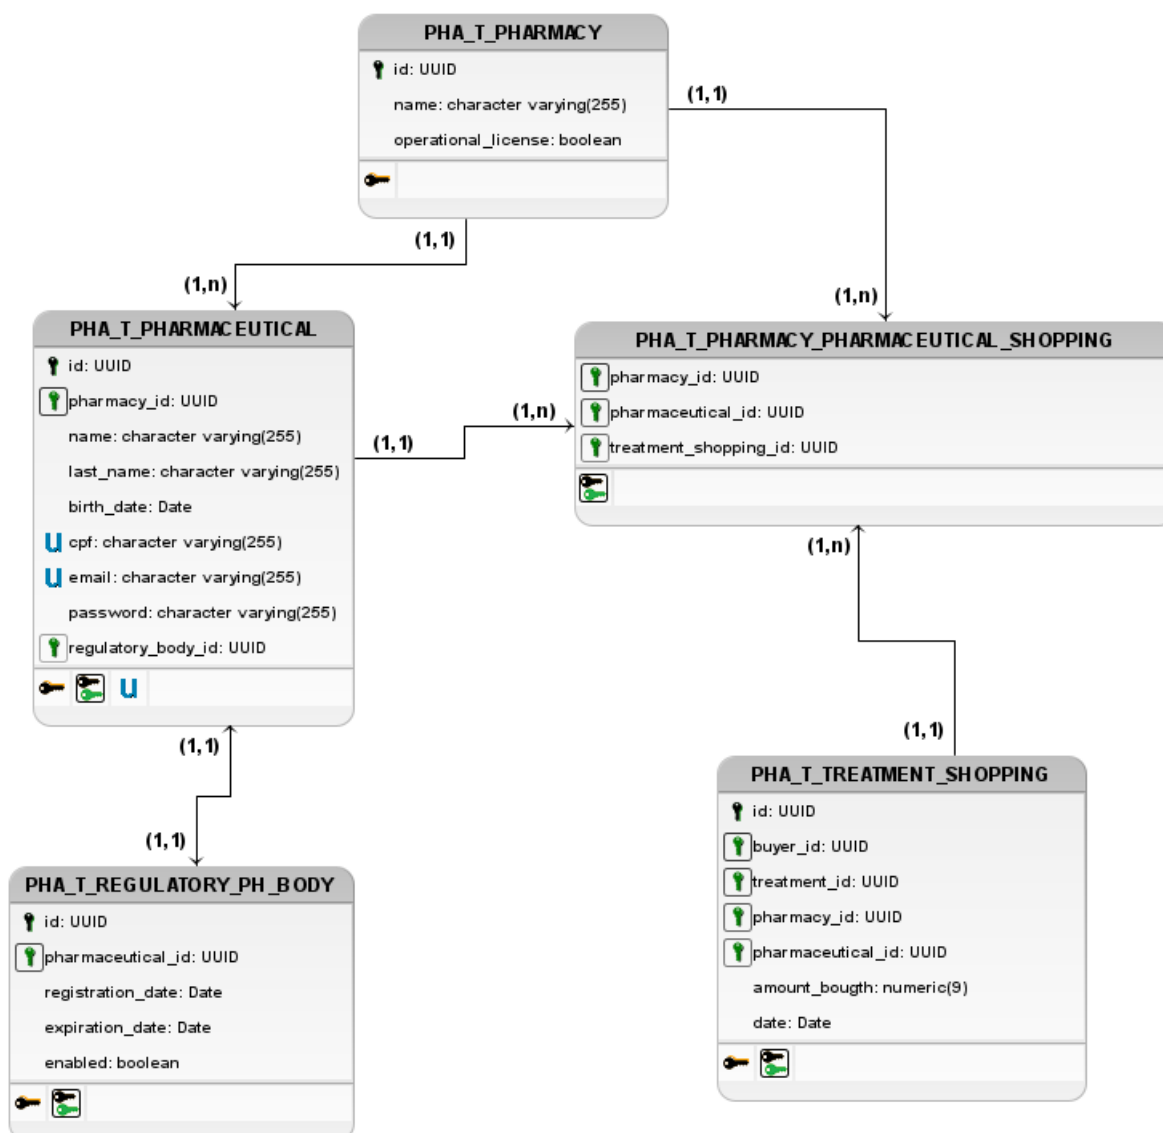 PHA_T_PHARMACY
id: UUID
name: character varying(255)
operational_license: boolean
(1,1)
(1,1)
(1,n)
(1,n)
PHA_T_PHARMACEUTICAL
id: UUID
pharmacy_id: UUID
name: character varying(255)
last_name: character varying(255)
birth_date: Date
U cpf: character varying(255)
U email: character varying(255)
password: character varying(255)
regulatory_body_id: UUID
U
(1,1)
(1,n)
PHA_T_PHARMACY_PHARMACEUTICAL_SHOPPING
pharmacy_id: UUID
pharmaceutical_id: UUID
treatment_shopping_id: UUID
(1,n)
(1,1)
(1,1)
(1,1)
PHA_T_REGULATORY_PH_BODY
id: UUID
pharmaceutical_id: UUID
registration_date: Date
expiration_date: Date
enabled: boolean
PHA_T_TREATMENT_SHOPPING
id: UUID
buyer_id: UUID
treatment_id: UUID
pharmacy_id: UUID
pharmaceutical_id: UUID
amount_bougth: numeric(9)
date: Date